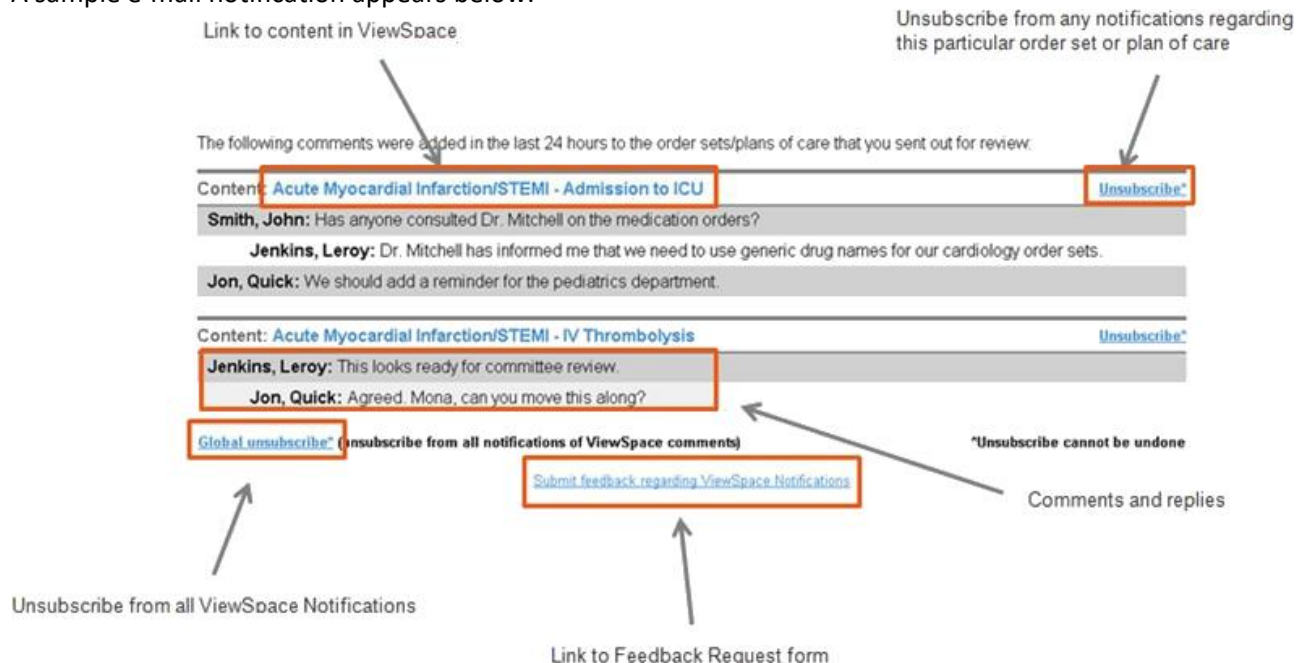 A sample e-mail notification appears below:
Link to content in ViewSpace
Unsubscribe from any notifications regarding
this particular order set or plan of care
The following comments were added in the last 24 hours to the order sets/plans of care that you sent out for review:
Content: Acute Myocardial Infarction/STEMI - Admission to ICU Unsubscribe*
Smith, John: Has anyone consulted Dr. Mitchell on the medication orders?
Jenkins, Leroy: Dr. Mitchell has informed me that we need to use generic drug names for our cardiology order sets.
Jon, Quick: We should add a reminder for the pediatrics department.
Content: Acute Myocardial Infarction/STEMI - IV Thrombolysis Unsubscribe*
Jenkins, Leroy: This looks ready for committee review.
Jon, Quick: Agreed. Mona, can you move this along?
Global unsubscribe* (unsubscribe from all notifications of ViewSpace comments) *Unsubscribe cannot be undone
Submit feedback regarding ViewSpace Notifications
Comments and replies
Unsubscribe from all ViewSpace Notifications
Link to Feedback Request form